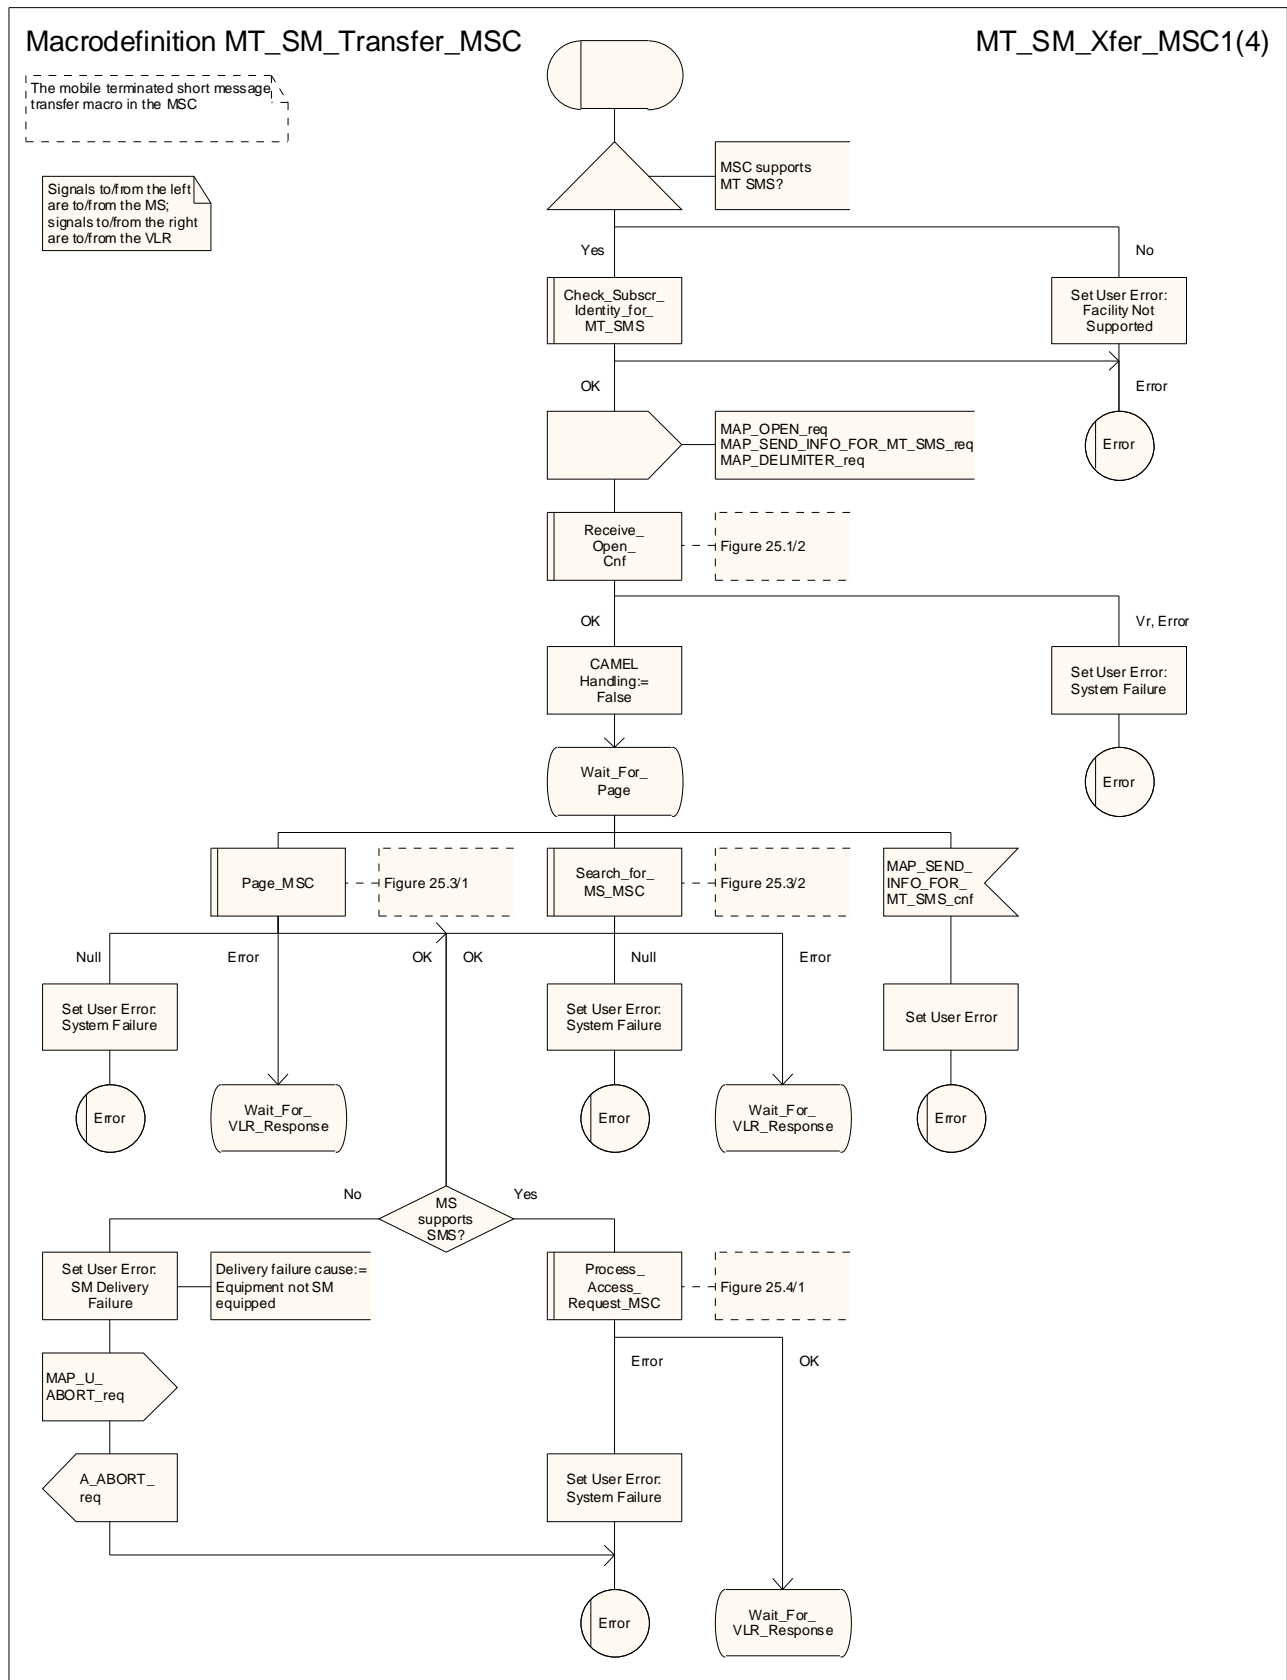 Macrodefinition MT_SM_Transfer_MSC
MT_SM_Xfer_MSC1(4)
The mobile terminated short message
transfer macro in the MSC
Signals to/from the left
are to/from the MS;
signals to/from the right
are to/from the VLR
MSC supports
MT SMS?
Yes
No
Check_Subscr_
Identity_for_
MT_SMS
Set User Error:
Facility Not
Supported
OK
Error
MAP_OPEN_req
MAP_SEND_INFO_FOR_MT_SMS_req
MAP_DELIMITER_req
Error
Receive_
Open_
Cnf
Figure 25.1/2
OK
Vr, Error
CAMEL
Handling:=
False
Set User Error:
System Failure
Wait_For_
Page
Error
Page_MSC
Figure 25.3/1
Search_for_
MS_MSC
Figure 25.3/2
MAP_SEND_
INFO_FOR_
MT_SMS_cnf
Null
Error
OK
OK
Null
Error
Set User Error:
System Failure
Set User Error:
System Failure
Set User Error
Error
Wait_For_
VLR_Response
Error
Wait_For_
VLR_Response
Error
No
MS
supports
SMS?
Yes
Set User Error:
SM Delivery
Failure
Delivery failure cause:=
Equipment not SM
equipped
Process_
Access_
Request_MSC
Figure 25.4/1
Error
OK
MAP_U_
ABORT_req
A_ABORT_
req
Set User Error:
System Failure
Error
Wait_For_
VLR_Response